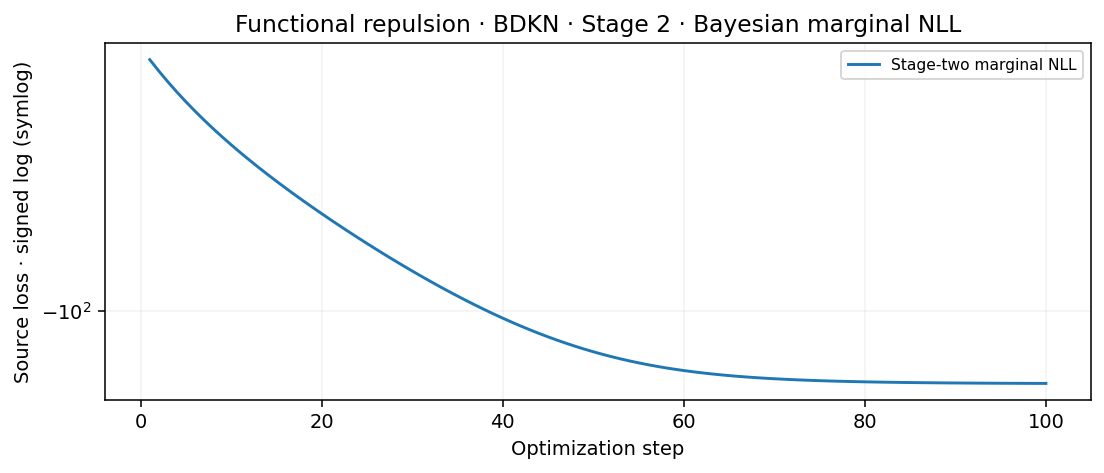 Functional repulsion · BDKN · Stage 2 · Bayesian marginal NLL
Stage-two marginal NLL
Source loss · signed log (symlog)
−10²
0 20 40 60 80 100
Optimization step